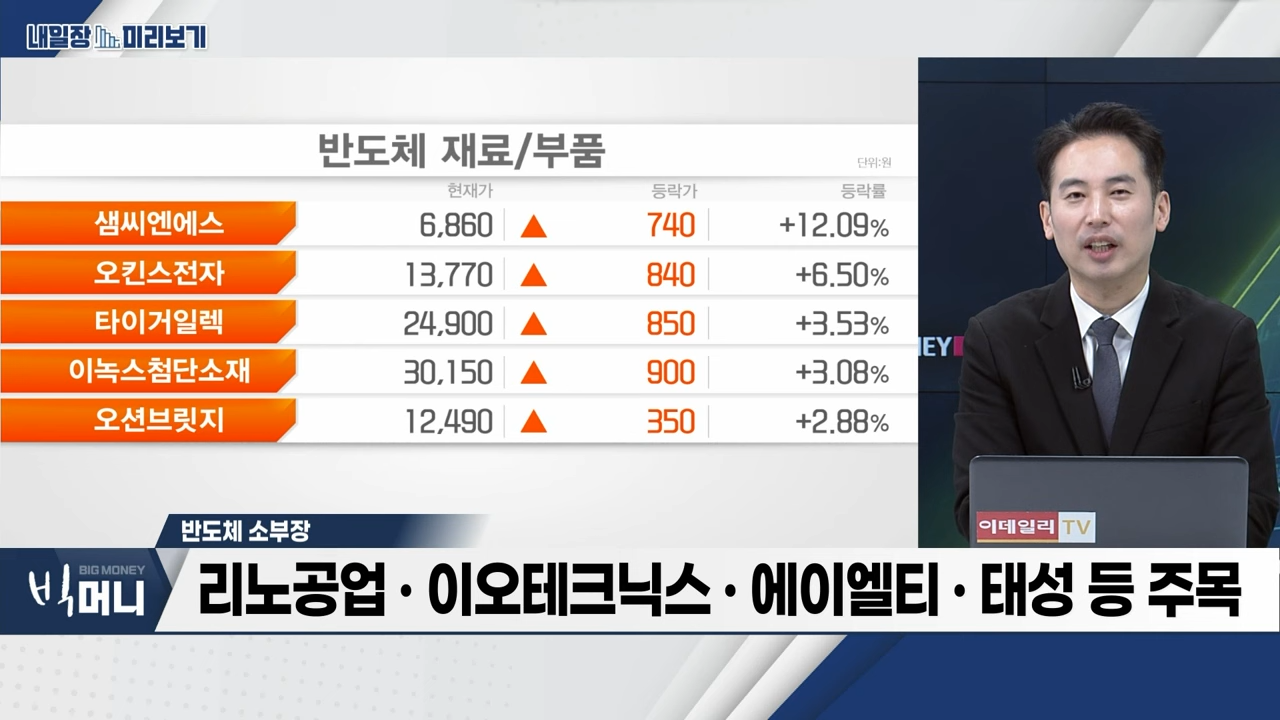 내일장 미리보기
반도체 재료/부품
단위:원
현재가 등락가 등락률
샘씨엔에스 6,860 ▲ 740 +12.09%
오킨스전자 13,770 ▲ 840 +6.50%
타이거일렉 24,900 ▲ 850 +3.53%
이녹스첨단소재 30,150 ▲ 900 +3.08%
오션브릿지 12,490 ▲ 350 +2.88%
NEY
이데일리 TV
반도체 소부장
BIG MONEY
빅머니
리노공업 · 이오테크닉스 · 에이엘티 · 태성 등 주목